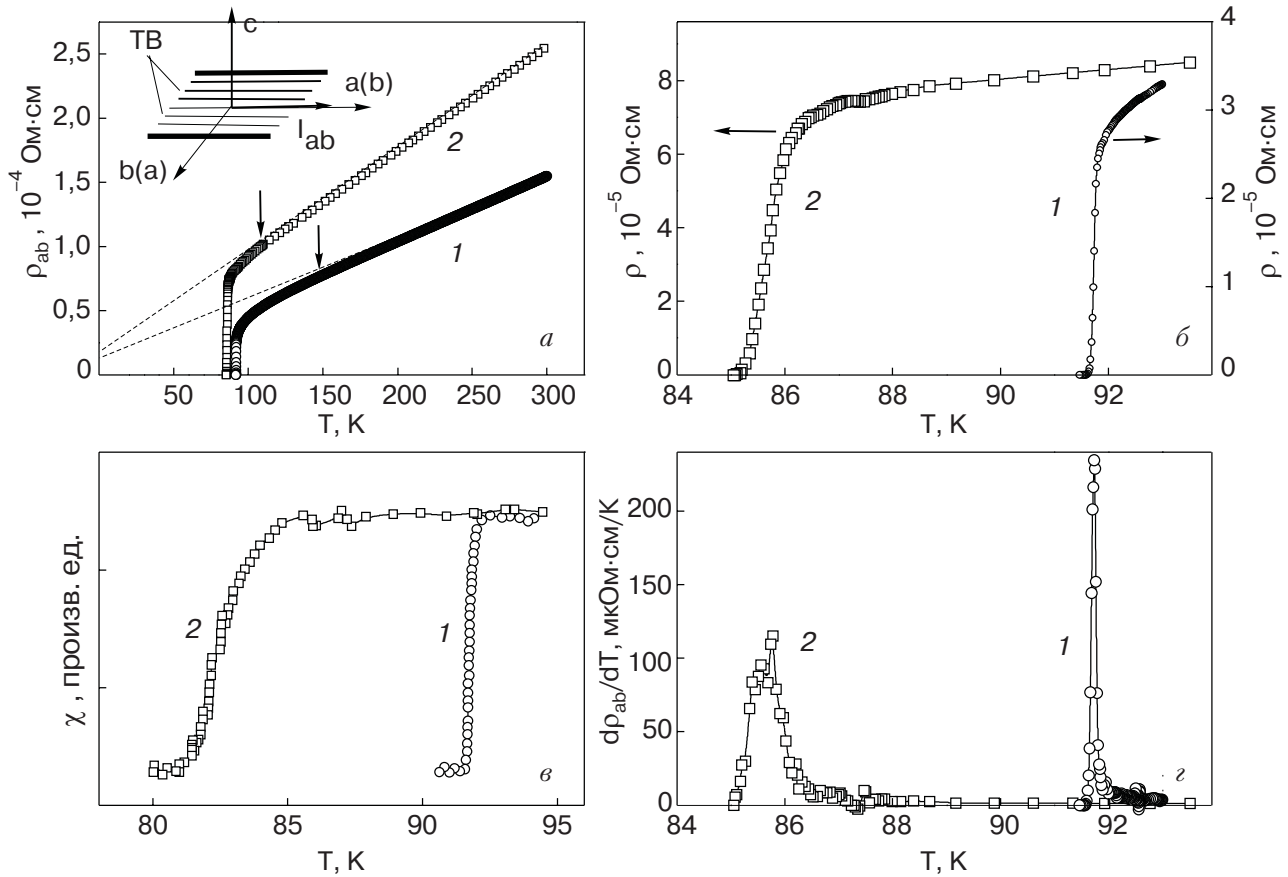 c
TB
a(b)
I_ab
b(a)
2
1
а
ρ_ab , 10^–4 Ом·см
2,5
2,0
1,5
1,0
0,5
0
50 100 150 200 250 300
T, K
2
1
б
ρ , 10^–5 Ом·см
8
6
4
2
0
4
3
2
1
0
ρ , 10^–5 Ом·см
84 86 88 90 92
T, K
2
1
в
χ , произв. ед.
80 85 90 95
T, K
2
1
г
dρ_ab/dT, мкОм·см/K
200
150
100
50
0
84 86 88 90 92
T, K